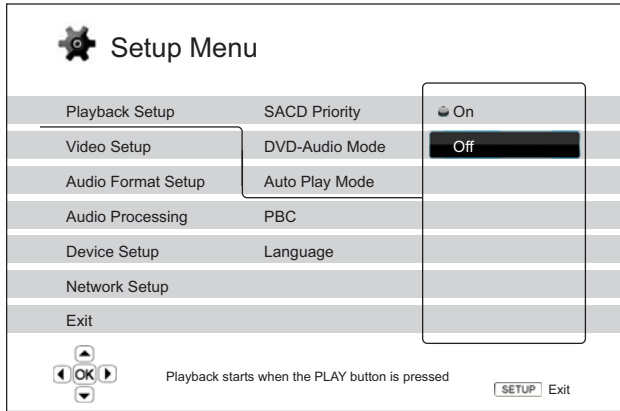 Setup Menu
Playback Setup SACD Priority On
Video Setup DVD-Audio Mode Off
Audio Format Setup Auto Play Mode
Audio Processing PBC
Device Setup Language
Network Setup
Exit
OK Playback starts when the PLAY button is pressed SETUP Exit